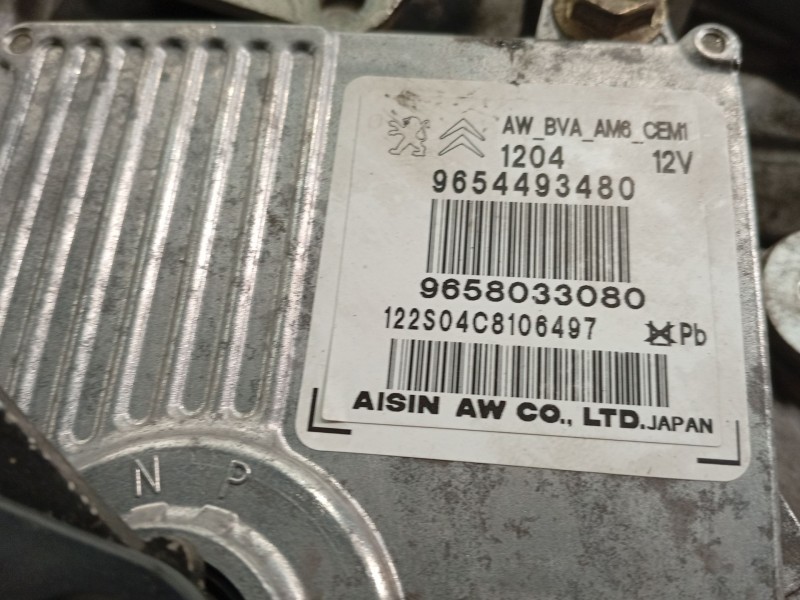 AW_BVA_AM6_CEM1
1204 12V
9654493480
9658033080
122S04C8106497 Pb
AISIN AW CO., LTD. JAPAN
N P